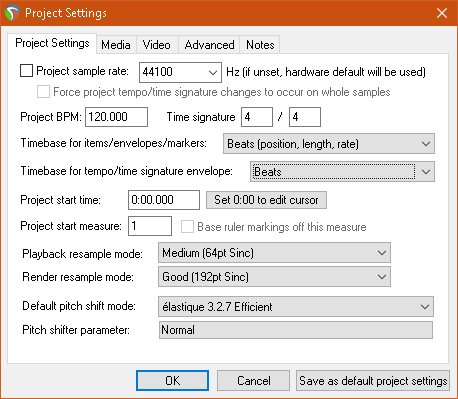 Project Settings
Project Settings Media Video Advanced Notes
Project sample rate: 44100 Hz (if unset, hardware default will be used)
Force project tempo/time signature changes to occur on whole samples
Project BPM: 120.000 Time signature 4 / 4
Timebase for items/envelopes/markers: Beats (position, length, rate)
Timebase for tempo/time signature envelope: Beats
Project start time: 0:00.000 Set 0:00 to edit cursor
Project start measure: 1 Base ruler markings off this measure
Playback resample mode: Medium (64pt Sinc)
Render resample mode: Good (192pt Sinc)
Default pitch shift mode: élastique 3.2.7 Efficient
Pitch shifter parameter: Normal
OK Cancel Save as default project settings